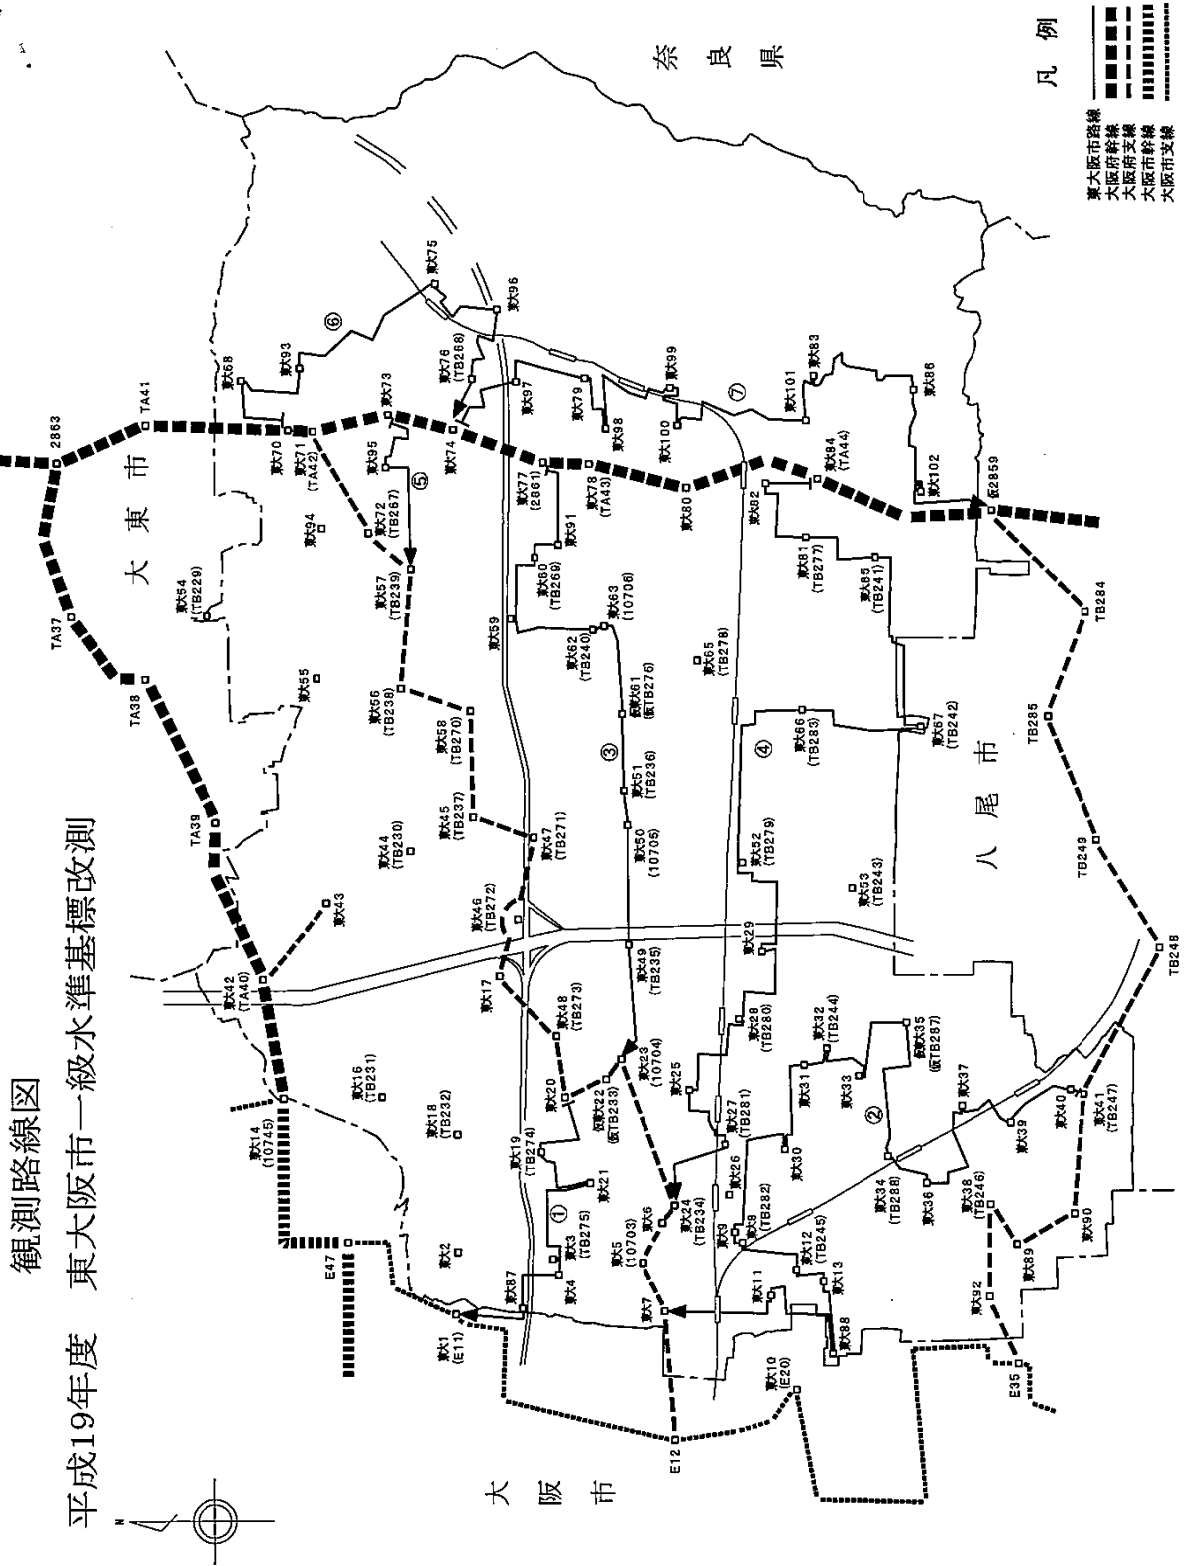 観測路線図
平成19年度 東大阪市一級水準基標改測
N
凡例
東大阪市路線
大阪府幹線
大阪府支線
大阪市幹線
大阪市支線
奈良県
大東市
八尾市
大阪市
2863
TA41
TA37
TA38
TA39
東大42
(TA40)
東大43
東大14
(10745)
E47
東大1
(E11)
東大2
東大16
(TB231)
東大18
(TB232)
東大44
(TB230)
東大54
(TB229)
東大55
東大94
東大68
東大93
東大70
東大71
(TA42)
東大72
(TB267)
東大73
東大95
東大74
東大75
東大76
(TB268)
東大96
東大97
東大57
(TB239)
東大56
(TB238)
東大58
(TB270)
東大45
(TB237)
東大47
(TB271)
東大46
(TB272)
東大17
東大48
(TB273)
東大20
東大19
(TB274)
東大21
東大3
(TB275)
東大4
東大87
仮東大22
(仮TB233)
東大23
(10704)
東大49
(TB235)
東大50
(10705)
東大51
(TB236)
仮東大61
(仮TB276)
東大63
(10706)
東大62
(TB240)
東大59
東大60
(TB269)
東大91
東大77
(2861)
東大78
(TA43)
東大79
東大98
東大99
東大100
東大101
東大83
東大80
東大82
東大84
(TA44)
東大86
東大102
仮2859
東大81
(TB277)
東大85
(TB241)
東大65
(TB278)
東大66
(TB283)
東大67
(TB242)
東大52
(TB279)
東大53
(TB243)
東大29
東大28
(TB280)
東大25
東大27
(TB281)
東大24
(TB234)
東大6
東大5
(10703)
東大7
東大26
東大9
東大8
(TB282)
東大11
東大12
(TB245)
東大13
東大88
東大10
(E20)
E12
東大30
東大31
東大32
(TB244)
東大33
仮東大35
(仮TB287)
東大34
(TB288)
東大36
東大37
東大39
東大40
東大41
(TB247)
東大38
(TB246)
東大89
東大90
東大92
E35
TB248
TB249
TB285
TB284
①
②
③
④
⑤
⑥
⑦